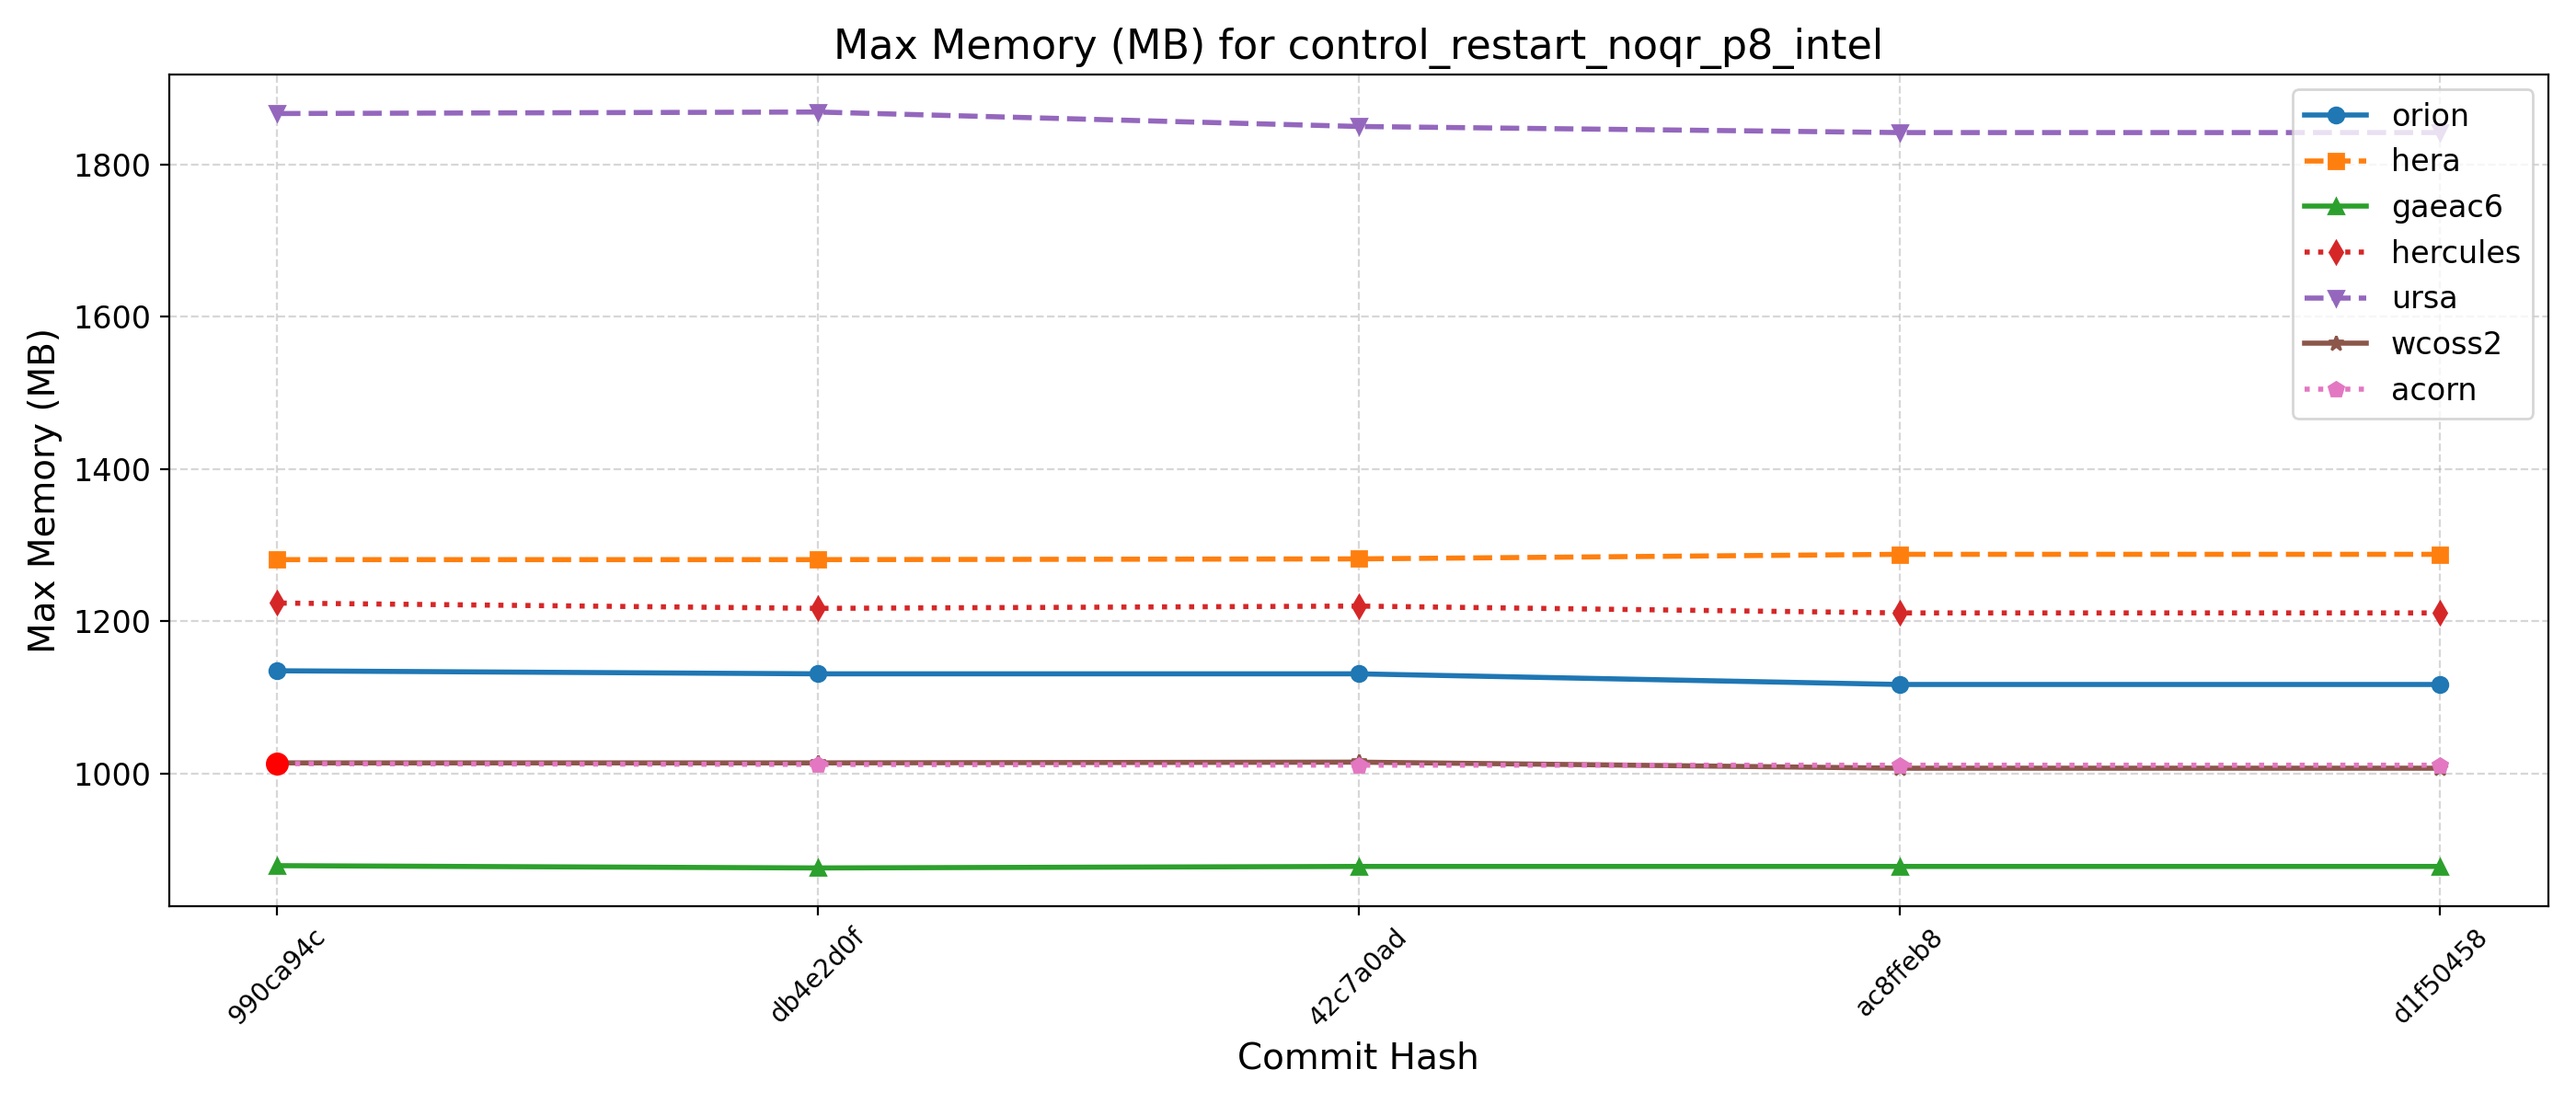 Max Memory (MB) for control_restart_noqr_p8_intel
Max Memory (MB)
1800
1600
1400
1200
1000
orion
hera
gaeac6
hercules
ursa
wcoss2
acorn
990ca94c
db4e2d0f
42c7a0ad
ac8ffeb8
d1f50458
Commit Hash